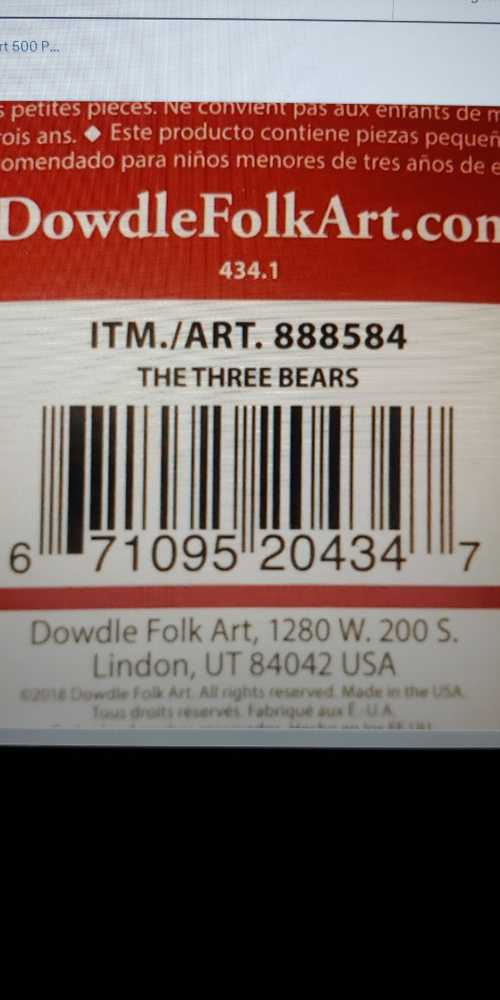 rt 500 P...
petites pièces. Ne convient pas aux enfants de
ois ans. ◆ Este producto contiene piezas pequeñ
omendado para niños menores de tres años de e
DowdleFolkArt.com
434.1
ITM./ART. 888584
THE THREE BEARS
6 71095 20434 7
Dowdle Folk Art, 1280 W. 200 S.
Lindon, UT 84042 USA
©2018 Dowdle Folk Art. All rights reserved. Made in the USA.
Tous droits réservés. Fabriqué aux É.-U.A.